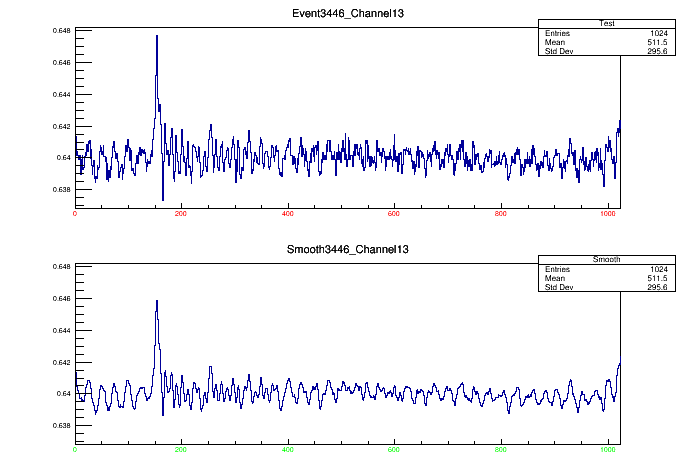 Event3446_Channel13
Test
Entries 1024
Mean 511.5
Std Dev 295.6
0.648
0.646
0.644
0.642
0.64
0.638
0 200 400 600 800 1000
Smooth3446_Channel13
Smooth
Entries 1024
Mean 511.5
Std Dev 295.6
0.648
0.646
0.644
0.642
0.64
0.638
0 200 400 600 800 1000